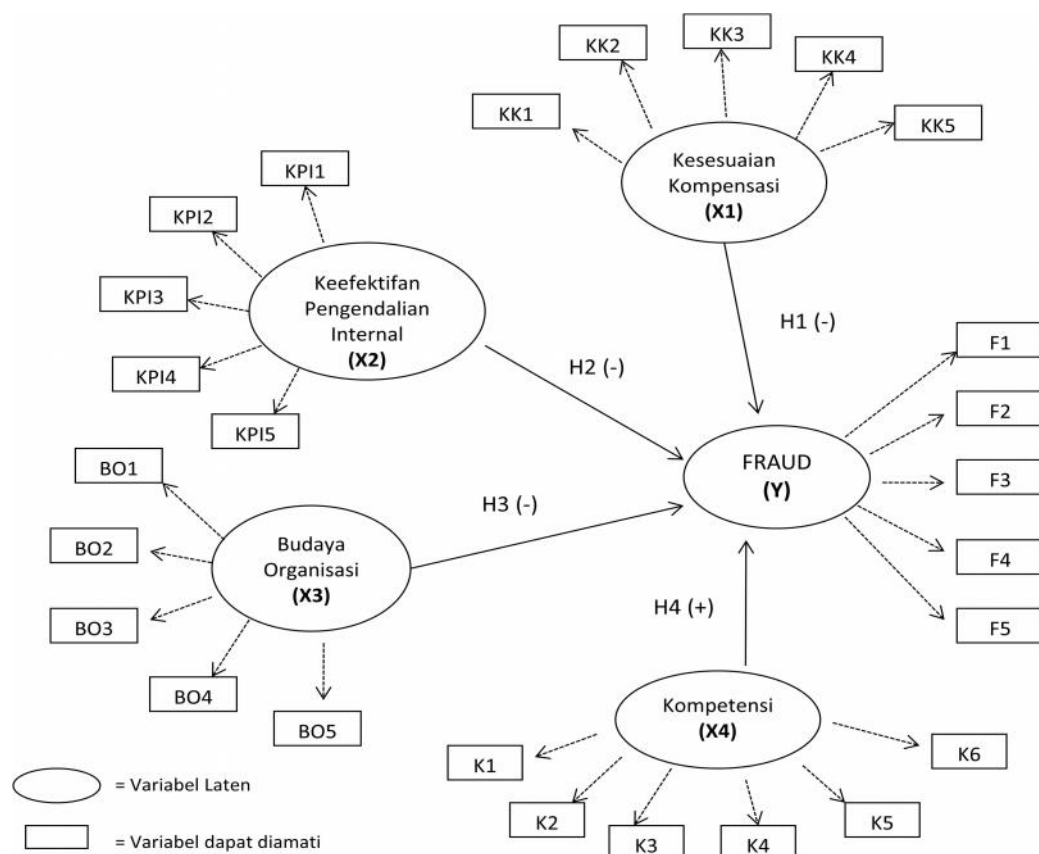 KK3
KK2
KK4
KK1
KK5
Kesesuaian
Kompensasi
(X1)
KPI1
KPI2
KPI3
KPI4
KPI5
Keefektifan
Pengendalian
Internal
(X2)
H1 (-)
H2 (-)
F1
F2
F3
F4
F5
FRAUD
(Y)
BO1
BO2
BO3
BO4
BO5
Budaya
Organisasi
(X3)
H3 (-)
H4 (+)
Kompetensi
(X4)
K1
K2
K3
K4
K5
K6
= Variabel Laten
= Variabel dapat diamati